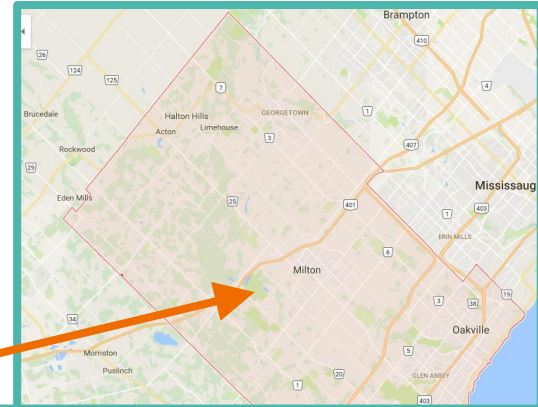 Brampton
410
26
124
125
7
4
Brucedale
Halton Hills
GEORGETOWN
1
Acton
Limehouse
3
407
Rockwood
29
Mississaug
Eden Mills
25
401
403
1
ERIN MILLS
6
Milton
19
3
38
34
Oakville
Morriston
5
Puslinch
20
GLEN ABBEY
1
403